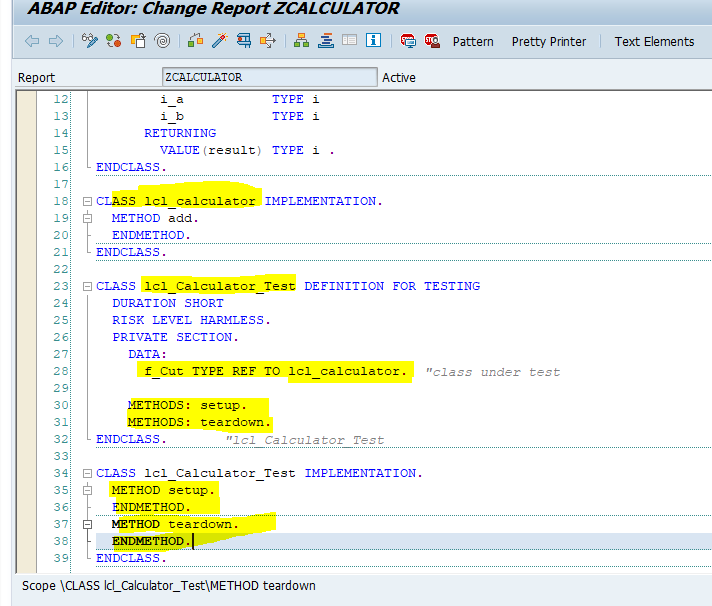 ABAP Editor: Change Report ZCALCULATOR
Pattern Pretty Printer Text Elements
Report ZCALCULATOR Active
12 i_a TYPE i
13 i_b TYPE i
14 RETURNING
15 VALUE(result) TYPE i .
16 ENDCLASS.
17
18 CLASS lcl_calculator IMPLEMENTATION.
19 METHOD add.
20 ENDMETHOD.
21 ENDCLASS.
22
23 CLASS lcl_Calculator_Test DEFINITION FOR TESTING
24 DURATION SHORT
25 RISK LEVEL HARMLESS.
26 PRIVATE SECTION.
27 DATA:
28 f_Cut TYPE REF TO lcl_calculator. "class under test
29
30 METHODS: setup.
31 METHODS: teardown.
32 ENDCLASS. "lcl_Calculator_Test
33
34 CLASS lcl_Calculator_Test IMPLEMENTATION.
35 METHOD setup.
36 ENDMETHOD.
37 METHOD teardown.
38 ENDMETHOD.
39 ENDCLASS.
Scope \CLASS lcl_Calculator_Test\METHOD teardown